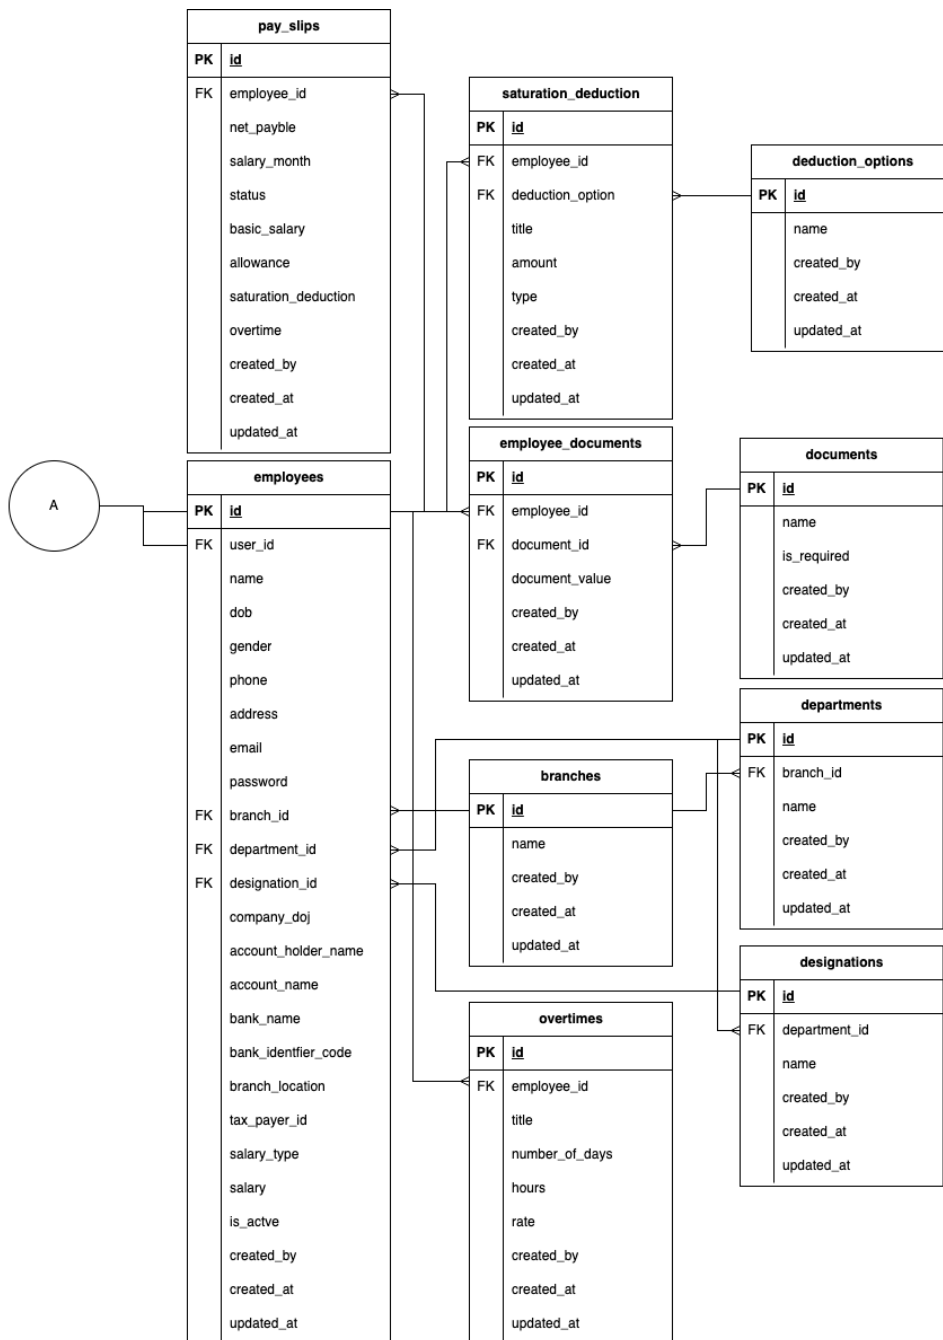 pay_slips
PK id
FK employee_id
net_payble
salary_month
status
basic_salary
allowance
saturation_deduction
overtime
created_by
created_at
updated_at
saturation_deduction
PK id
FK employee_id
FK deduction_option
title
amount
type
created_by
created_at
updated_at
deduction_options
PK id
name
created_by
created_at
updated_at
A
employees
PK id
FK user_id
name
dob
gender
phone
address
email
password
FK branch_id
FK department_id
FK designation_id
company_doj
account_holder_name
account_name
bank_name
bank_identfier_code
branch_location
tax_payer_id
salary_type
salary
is_actve
created_by
created_at
updated_at
employee_documents
PK id
FK employee_id
FK document_id
document_value
created_by
created_at
updated_at
documents
PK id
name
is_required
created_by
created_at
updated_at
branches
PK id
name
created_by
created_at
updated_at
departments
PK id
FK branch_id
name
created_by
created_at
updated_at
overtimes
PK id
FK employee_id
title
number_of_days
hours
rate
created_by
created_at
updated_at
designations
PK id
FK department_id
name
created_by
created_at
updated_at